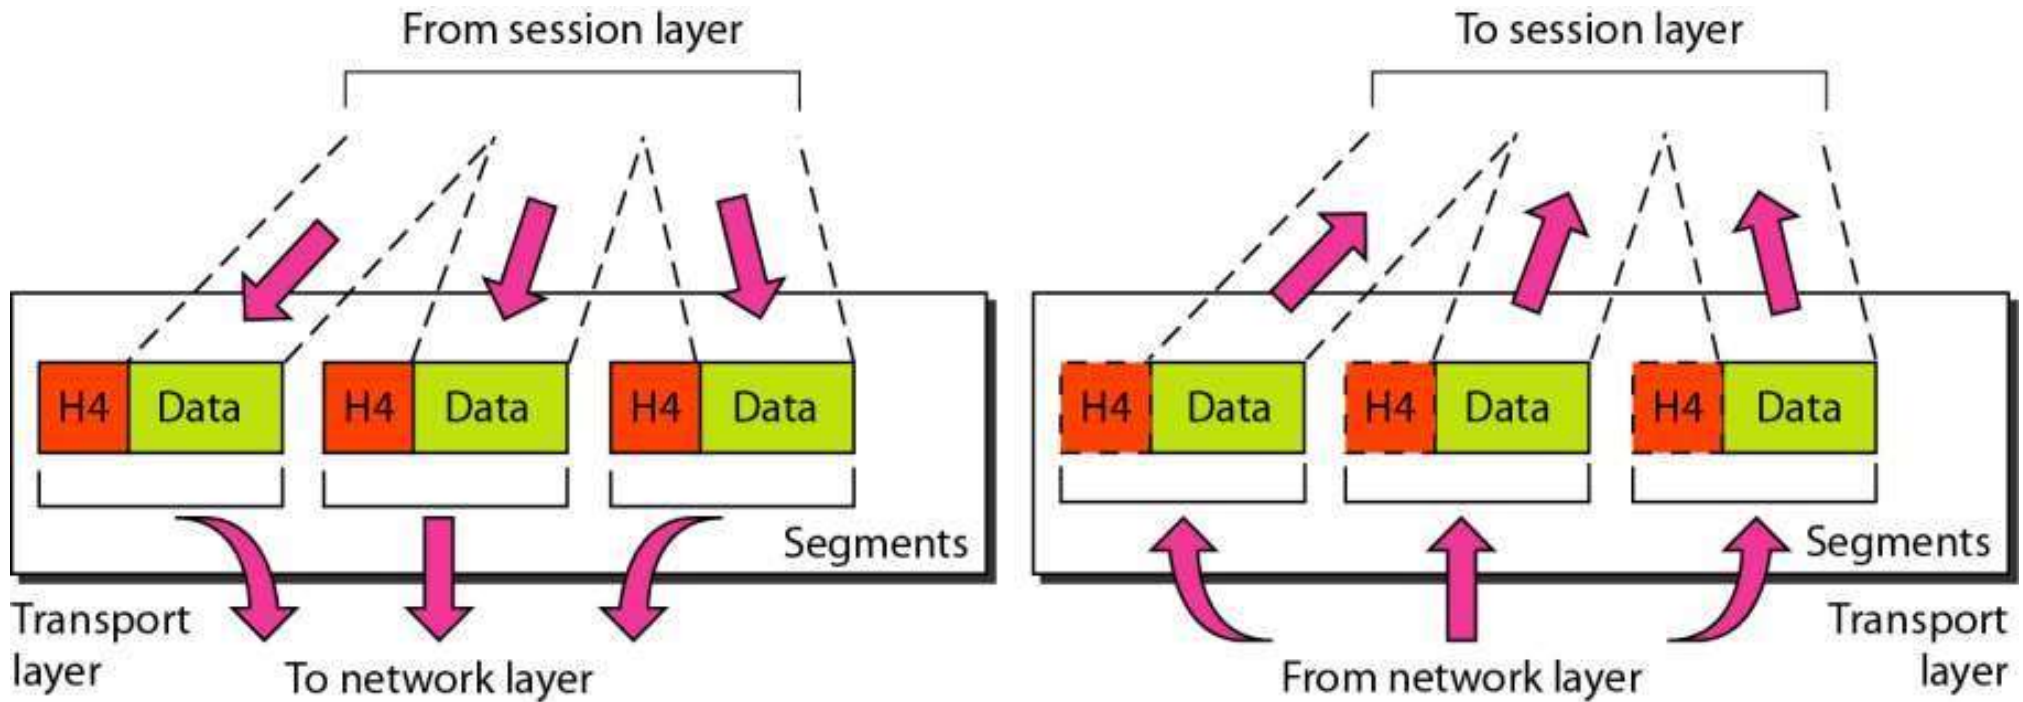 From session layer
H4 Data H4 Data H4 Data
Segments
Transport
layer
To network layer
To session layer
H4 Data H4 Data H4 Data
Segments
Transport
layer
From network layer